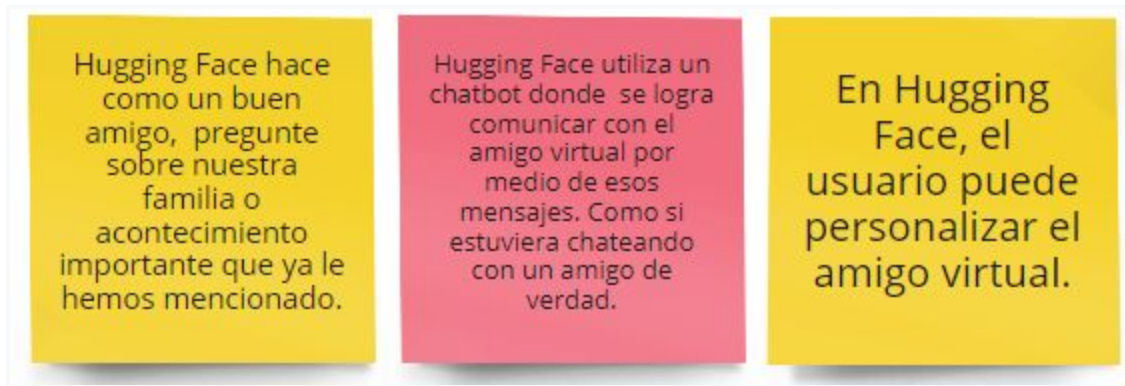 Hugging Face hace
como un buen
amigo, pregunte
sobre nuestra
familia o
acontecimiento
importante que ya le
hemos mencionado.
Hugging Face utiliza un
chatbot donde se logra
comunicar con el
amigo virtual por
medio de esos
mensajes. Como si
estuviera chateando
con un amigo de
verdad.
En Hugging
Face, el
usuario puede
personalizar el
amigo virtual.